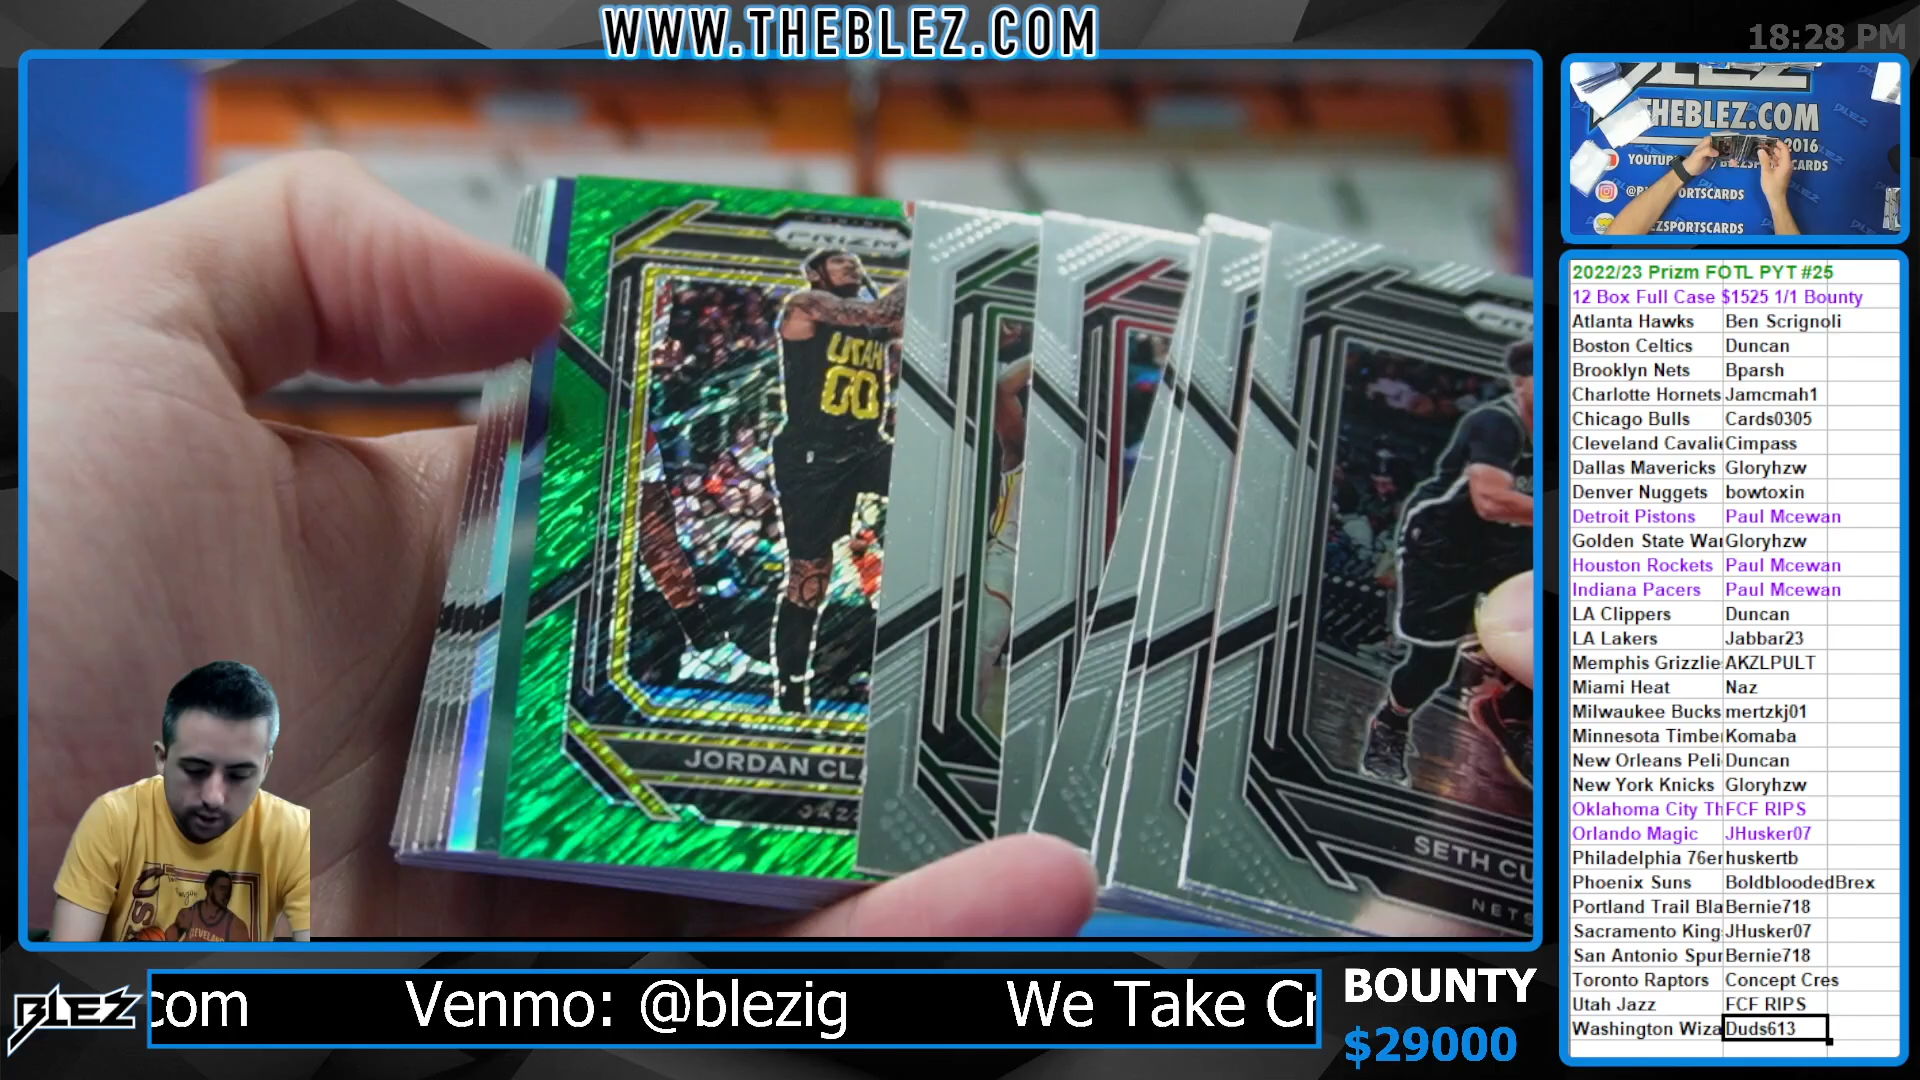 WWW.THEBLEZ.COM
18:28 PM
PRIZM
UTAH
00
JORDAN CLA
JAZZ
SETH CU
NETS
BLEZ
THEBLEZ.COM
2016
YOUTUB
SPORTSCARDS
2022/23 Prizm FOTL PYT #25
12 Box Full Case $1525 1/1 Bounty
Atlanta Hawks Ben Scrignoli
Boston Celtics Duncan
Brooklyn Nets Bparsh
Charlotte Hornets Jamcmah1
Chicago Bulls Cards0305
Cleveland Cavalie Cimpass
Dallas Mavericks Gloryhzw
Denver Nuggets bowtoxin
Detroit Pistons Paul Mcewan
Golden State War Gloryhzw
Houston Rockets Paul Mcewan
Indiana Pacers Paul Mcewan
LA Clippers Duncan
LA Lakers Jabbar23
Memphis Grizzlie AKZLPULT
Miami Heat Naz
Milwaukee Bucks mertzkj01
Minnesota Timbe Komaba
New Orleans Peli Duncan
New York Knicks Gloryhzw
Oklahoma City Th FCF RIPS
Orlando Magic JHusker07
Philadelphia 76er huskertb
Phoenix Suns BoldbloodedBrex
Portland Trail Bla Bernie718
Sacramento King JHusker07
San Antonio Spur Bernie718
Toronto Raptors Concept Cres
Utah Jazz FCF RIPS
Washington Wiza Duds613
BLEZ
com Venmo: @blezig We Take Cr
BOUNTY
$29000